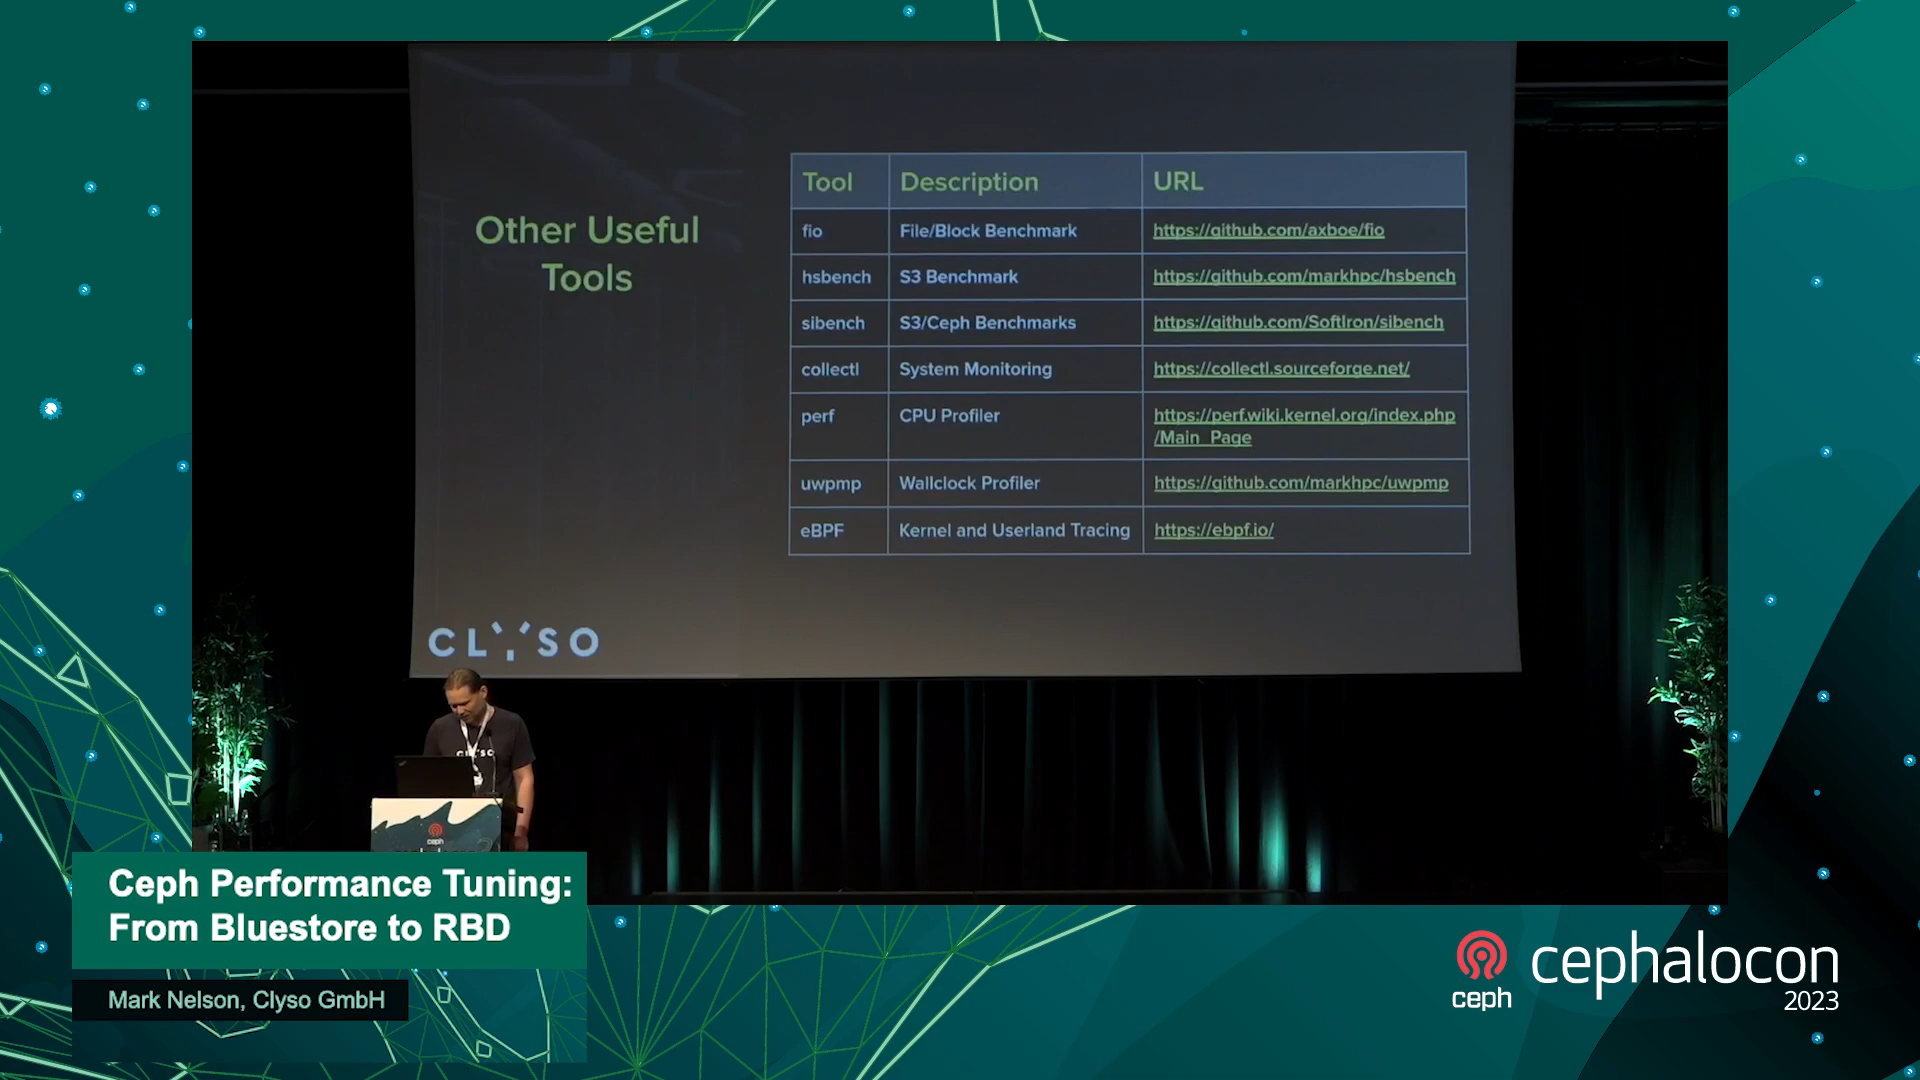 Other Useful
Tools
Tool Description URL
fio File/Block Benchmark https://github.com/axboe/fio
hsbench S3 Benchmark https://github.com/markhpc/hsbench
sibench S3/Ceph Benchmarks https://github.com/SoftIron/sibench
collectl System Monitoring https://collectl.sourceforge.net/
perf CPU Profiler https://perf.wiki.kernel.org/index.php
/Main_Page
uwpmp Wallclock Profiler https://github.com/markhpc/uwpmp
eBPF Kernel and Userland Tracing https://ebpf.io/
CLYSO
CLYSO
ceph
Ceph Performance Tuning:
From Bluestore to RBD
Mark Nelson, Clyso GmbH
ceph
cephalocon
2023